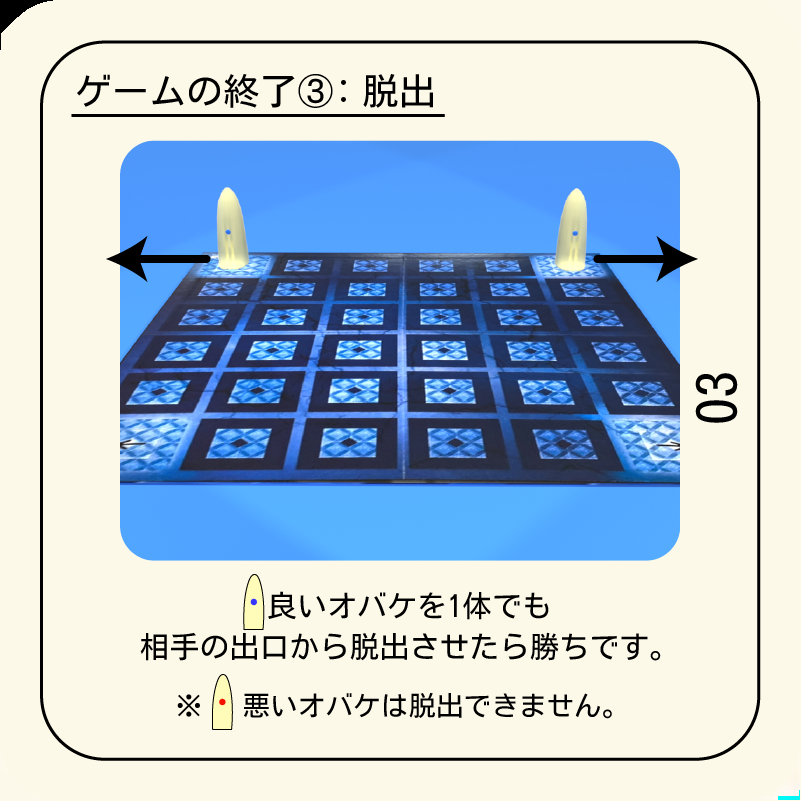 ゲームの終了③：脱出
03
良いオバケを1体でも
相手の出口から脱出させたら勝ちです。
※悪いオバケは脱出できません。